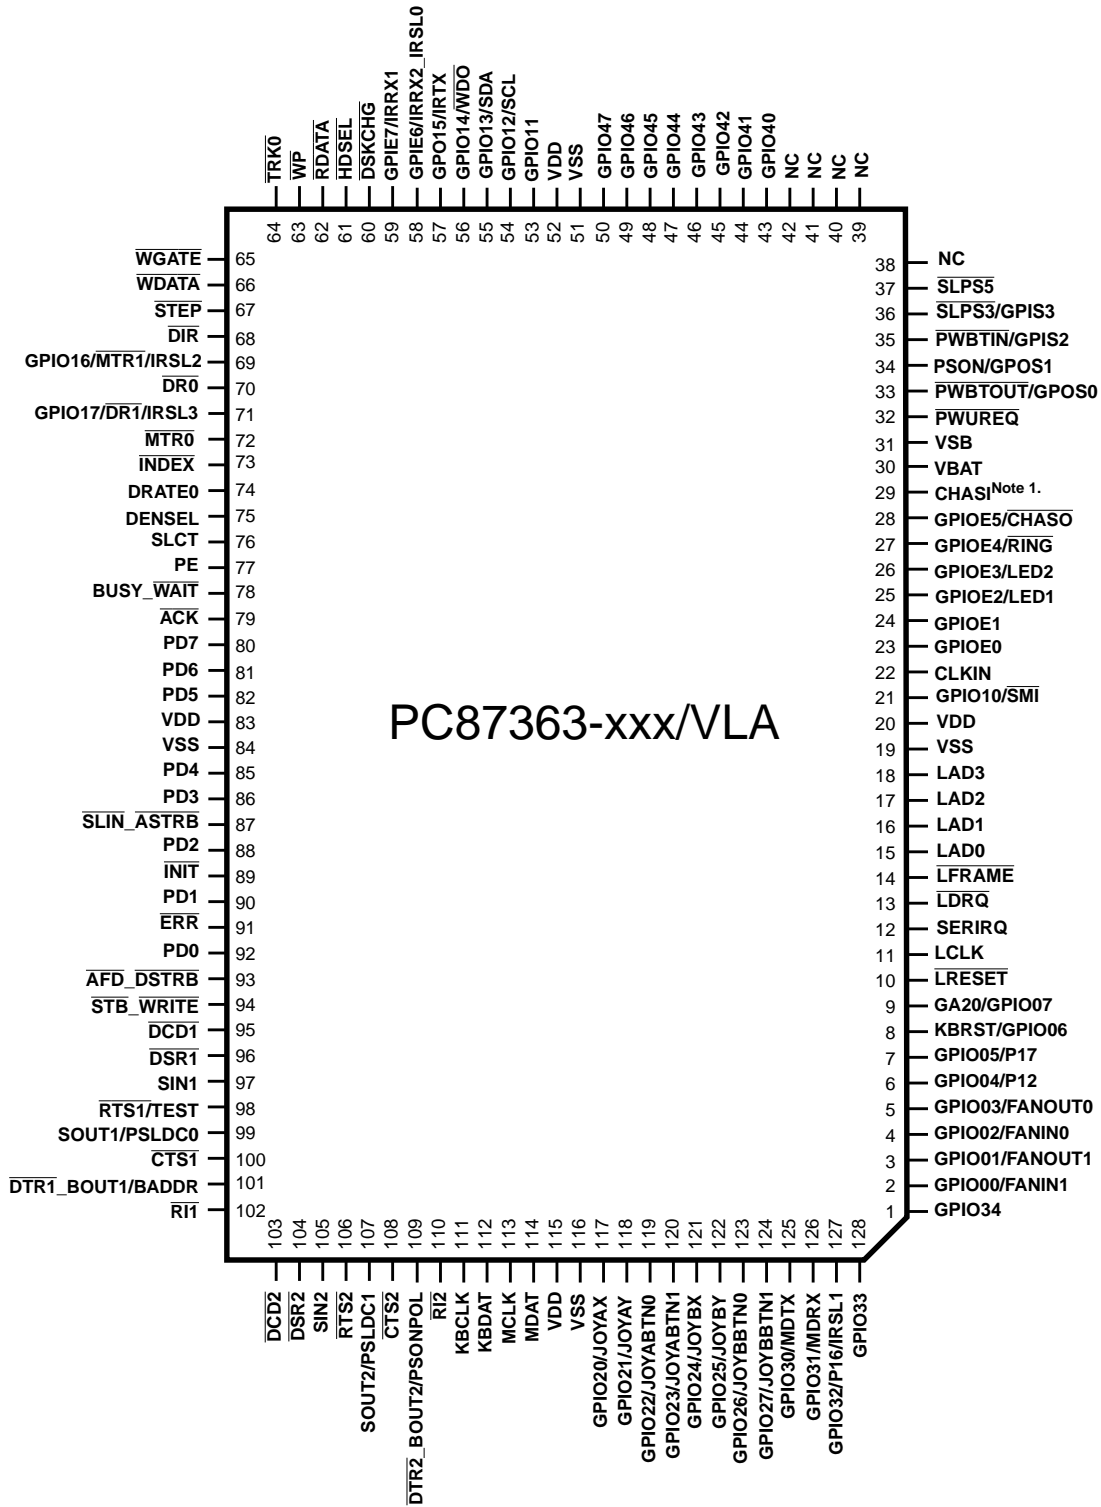 TRK0
WP
RDATA
HDSEL
DSKCHG
GPIE7/IRRX1
GPIE6/IRRX2_IRSL0
GPO15/IRTX
GPIO14/WDO
GPIO13/SDA
GPIO12/SCL
GPIO11
VDD
VSS
GPIO47
GPIO46
GPIO45
GPIO44
GPIO43
GPIO42
GPIO41
GPIO40
NC
NC
NC
NC
64
63
62
61
60
59
58
57
56
55
54
53
52
51
50
49
48
47
46
45
44
43
42
41
40
39
WGATE 65
WDATA 66
STEP 67
DIR 68
GPIO16/MTR1/IRSL2 69
DR0 70
GPIO17/DR1/IRSL3 71
MTR0 72
INDEX 73
DRATE0 74
DENSEL 75
SLCT 76
PE 77
BUSY_WAIT 78
ACK 79
PD7 80
PD6 81
PD5 82
VDD 83
VSS 84
PD4 85
PD3 86
SLIN_ASTRB 87
PD2 88
INIT 89
PD1 90
ERR 91
PD0 92
AFD_DSTRB 93
STB_WRITE 94
DCD1 95
DSR1 96
SIN1 97
RTS1/TEST 98
SOUT1/PSLDC0 99
CTS1 100
DTR1_BOUT1/BADDR 101
RI1 102
PC87363-xxx/VLA
38 NC
37 SLPS5
36 SLPS3/GPIS3
35 PWBTIN/GPIS2
34 PSON/GPOS1
33 PWBTOUT/GPOS0
32 PWUREQ
31 VSB
30 VBAT
29 CHASI Note 1.
28 GPIOE5/CHASO
27 GPIOE4/RING
26 GPIOE3/LED2
25 GPIOE2/LED1
24 GPIOE1
23 GPIOE0
22 CLKIN
21 GPIO10/SMI
20 VDD
19 VSS
18 LAD3
17 LAD2
16 LAD1
15 LAD0
14 LFRAME
13 LDRQ
12 SERIRQ
11 LCLK
10 LRESET
9 GA20/GPIO07
8 KBRST/GPIO06
7 GPIO05/P17
6 GPIO04/P12
5 GPIO03/FANOUT0
4 GPIO02/FANIN0
3 GPIO01/FANOUT1
2 GPIO00/FANIN1
1 GPIO34
103
104
105
106
107
108
109
110
111
112
113
114
115
116
117
118
119
120
121
122
123
124
125
126
127
128
DCD2
DSR2
SIN2
RTS2
SOUT2/PSLDC1
CTS2
DTR2_BOUT2/PSONPOL
RI2
KBCLK
KBDAT
MCLK
MDAT
VDD
VSS
GPIO20/JOYAX
GPIO21/JOYAY
GPIO22/JOYABTN0
GPIO23/JOYABTN1
GPIO24/JOYBX
GPIO25/JOYBY
GPIO26/JOYBBTN0
GPIO27/JOYBBTN1
GPIO30/MDTX
GPIO31/MDRX
GPIO32/P16/IRSL1
GPIO33